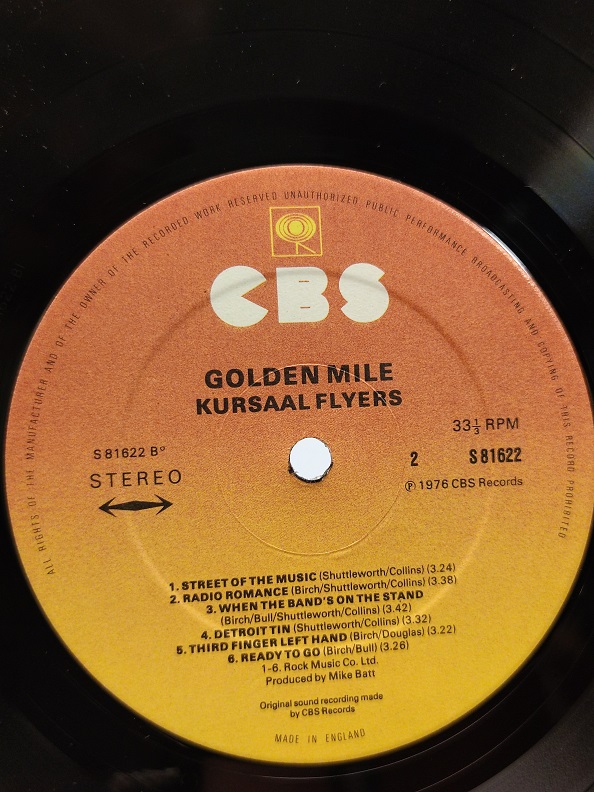 ALL RIGHTS OF THE MANUFACTURER AND OF THE OWNER OF THE RECORDED WORK RESERVED UNAUTHORIZED PUBLIC PERFORMANCE BROADCASTING AND COPYING OF THIS RECORD PROHIBITED
CBS
GOLDEN MILE
KURSAAL FLYERS
33⅓ RPM
S 81622 B°
2 S 81622
STEREO
℗ 1976 CBS Records
1. STREET OF THE MUSIC (Shuttleworth/Collins) (3.24)
2. RADIO ROMANCE (Birch/Shuttleworth/Collins) (3.38)
3. WHEN THE BAND'S ON THE STAND
(Birch/Bull/Shuttleworth/Collins) (3.42)
4. DETROIT TIN (Shuttleworth/Collins) (3.32)
5. THIRD FINGER LEFT HAND (Birch/Douglas) (3.22)
6. READY TO GO (Birch/Bull) (3.26)
1-6. Rock Music Co. Ltd.
Produced by Mike Batt
Original sound recording made
by CBS Records
MADE IN ENGLAND